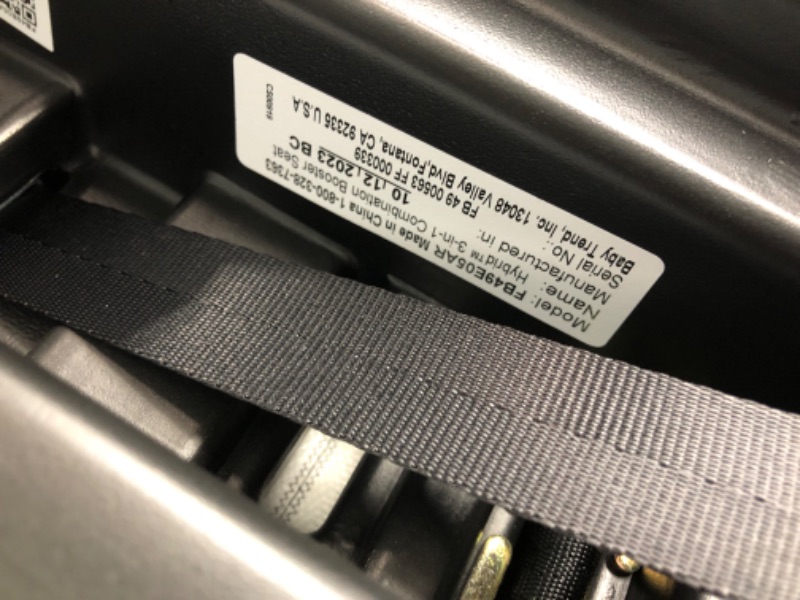 Model: FB49E05AR Made in China 1-800-328-7363
Name: Hybrid™ 3-in-1 Combination Booster Seat
Manufactured in: 10 , 12 , 2023 BC
Serial No.: FB 49 00563 FF 000339
Baby Trend, Inc. 13048 Valley Blvd,Fontana, CA 92335 U.S.A
CS00919